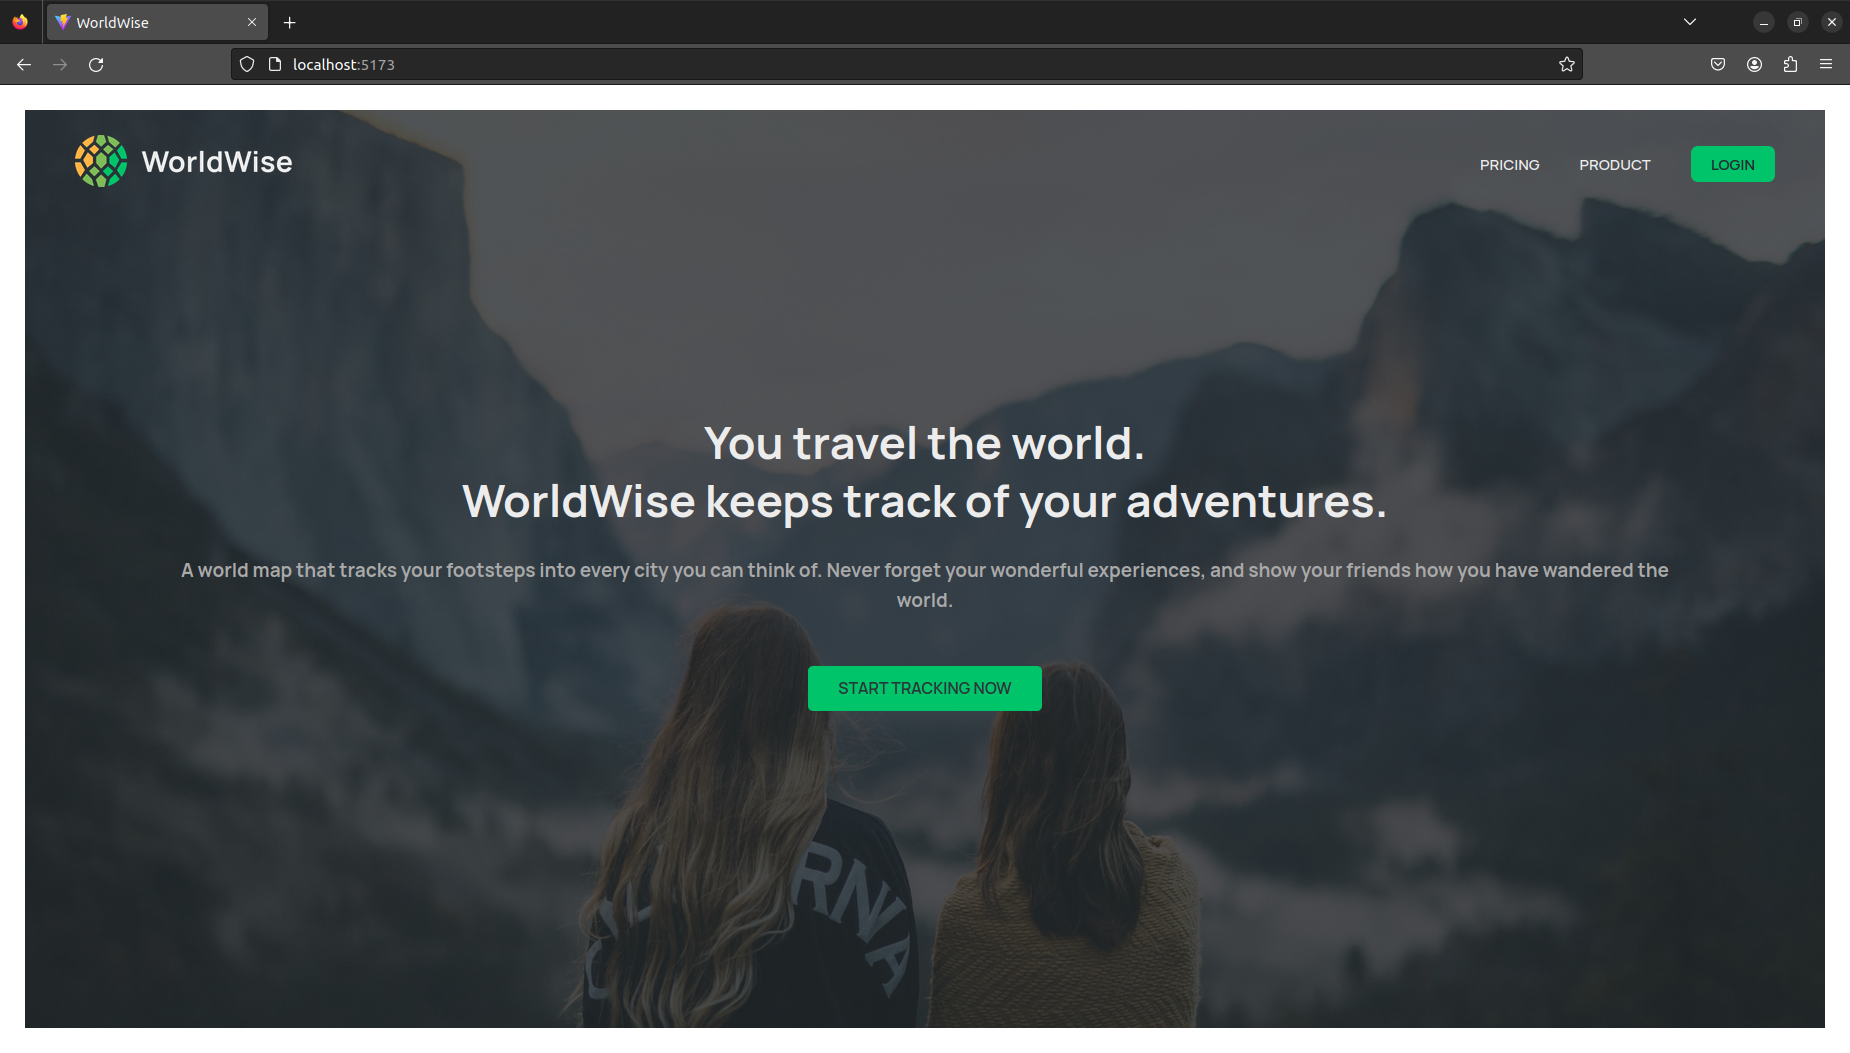 WorldWise
localhost:5173
WorldWise
PRICING
PRODUCT
LOGIN
You travel the world.
WorldWise keeps track of your adventures.
A world map that tracks your footsteps into every city you can think of. Never forget your wonderful experiences, and show your friends how you have wandered the
world.
START TRACKING NOW
RNIA